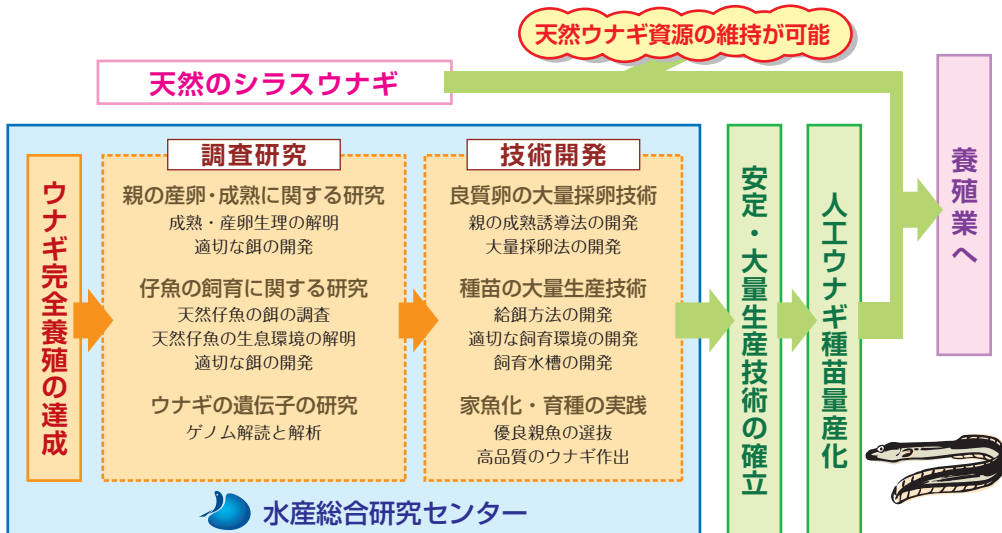 天然ウナギ資源の維持が可能
天然のシラスウナギ
ウナギ完全養殖の達成
調査研究
親の産卵・成熟に関する研究
成熟・産卵生理の解明
適切な餌の開発
仔魚の飼育に関する研究
天然仔魚の餌の調査
天然仔魚の生息環境の解明
適切な餌の開発
ウナギの遺伝子の研究
ゲノム解読と解析
技術開発
良質卵の大量採卵技術
親の成熟誘導法の開発
大量採卵法の開発
種苗の大量生産技術
給餌方法の開発
適切な飼育環境の開発
飼育水槽の開発
家魚化・育種の実践
優良親魚の選抜
高品質のウナギ作出
水産総合研究センター
安定・大量生産技術の確立
人工ウナギ種苗量産化
養殖業へ